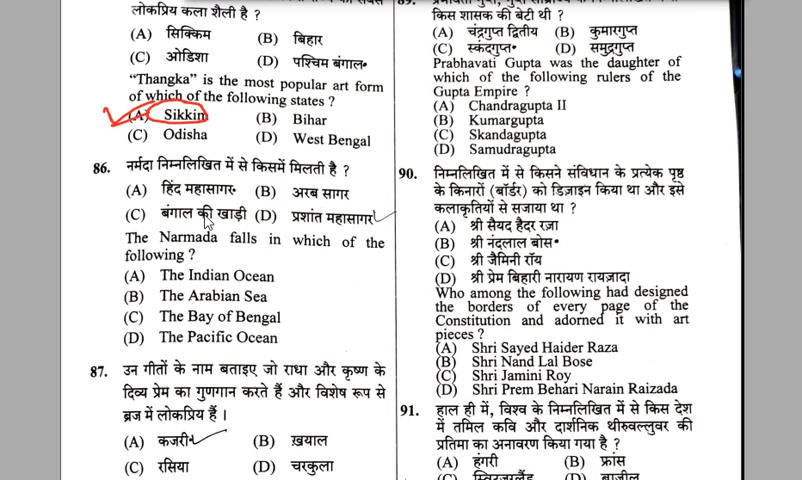 लोकप्रिय कला शैली है ?
(A) सिक्किम (B) बिहार
(C) ओडिशा (D) पश्चिम बंगाल
“Thangka” is the most popular art form
of which of the following states ?
(A) Sikkim (B) Bihar
(C) Odisha (D) West Bengal
86. नर्मदा निम्नलिखित में से किसमें मिलती है ?
(A) हिंद महासागर (B) अरब सागर
(C) बंगाल की खाड़ी (D) प्रशांत महासागर
The Narmada falls in which of the
following ?
(A) The Indian Ocean
(B) The Arabian Sea
(C) The Bay of Bengal
(D) The Pacific Ocean
87. उन गीतों के नाम बताइए जो राधा और कृष्ण के
दिव्य प्रेम का गुणगान करते हैं और विशेष रूप से
ब्रज में लोकप्रिय हैं ।
(A) कजरी (B) ख़याल
(C) रसिया (D) चरकुला
89.
किस शासक की बेटी थी ?
(A) चंद्रगुप्त द्वितीय (B) कुमारगुप्त
(C) स्कंदगुप्त (D) समुद्रगुप्त
Prabhavati Gupta was the daughter of
which of the following rulers of the
Gupta Empire ?
(A) Chandragupta II
(B) Kumargupta
(C) Skandagupta
(D) Samudragupta
90. निम्नलिखित में से किसने संविधान के प्रत्येक पृष्ठ
के किनारों (बॉर्डर) को डिज़ाइन किया था और इसे
कलाकृतियों से सजाया था ?
(A) श्री सैयद हैदर रज़ा
(B) श्री नंदलाल बोस
(C) श्री जैमिनी रॉय
(D) श्री प्रेम बिहारी नारायण रायज़ादा
Who among the following had designed
the borders of every page of the
Constitution and adorned it with art
pieces ?
(A) Shri Sayed Haider Raza
(B) Shri Nand Lal Bose
(C) Shri Jamini Roy
(D) Shri Prem Behari Narain Raizada
91. हाल ही में, विश्व के निम्नलिखित में से किस देश
में तमिल कवि और दार्शनिक थीरुवल्लुवर की
प्रतिमा का अनावरण किया गया है ?
(A) हंगरी (B) फ्रांस
(C) स्विटज़रलैंड (D) ब्राज़ील